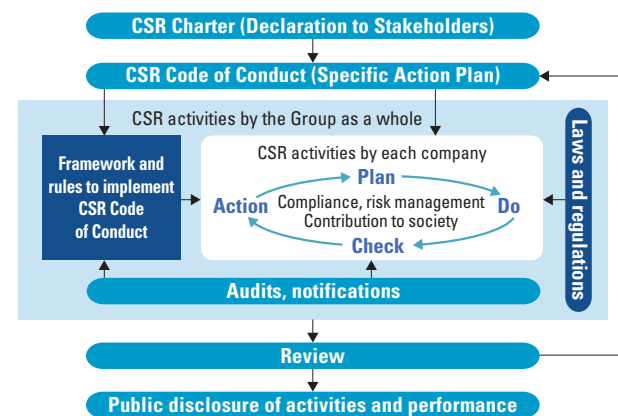 CSR Charter (Declaration to Stakeholders)
CSR Code of Conduct (Specific Action Plan)
CSR activities by the Group as a whole
Framework and
rules to implement
CSR Code
of Conduct
CSR activities by each company
Plan
Action
Compliance, risk management
Contribution to society
Do
Check
Laws and regulations
Audits, notifications
Review
Public disclosure of activities and performance